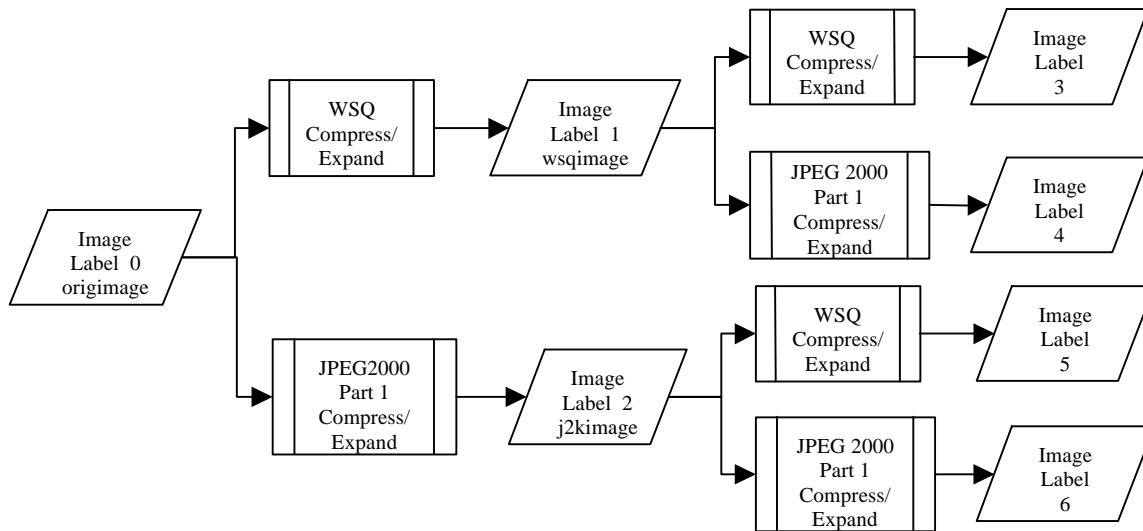 Image
Label 0
origimage
WSQ
Compress/
Expand
Image
Label 1
wsqimage
WSQ
Compress/
Expand
Image
Label
3
JPEG 2000
Part 1
Compress/
Expand
Image
Label
4
JPEG2000
Part 1
Compress/
Expand
Image
Label 2
j2kimage
WSQ
Compress/
Expand
Image
Label
5
JPEG 2000
Part 1
Compress/
Expand
Image
Label
6